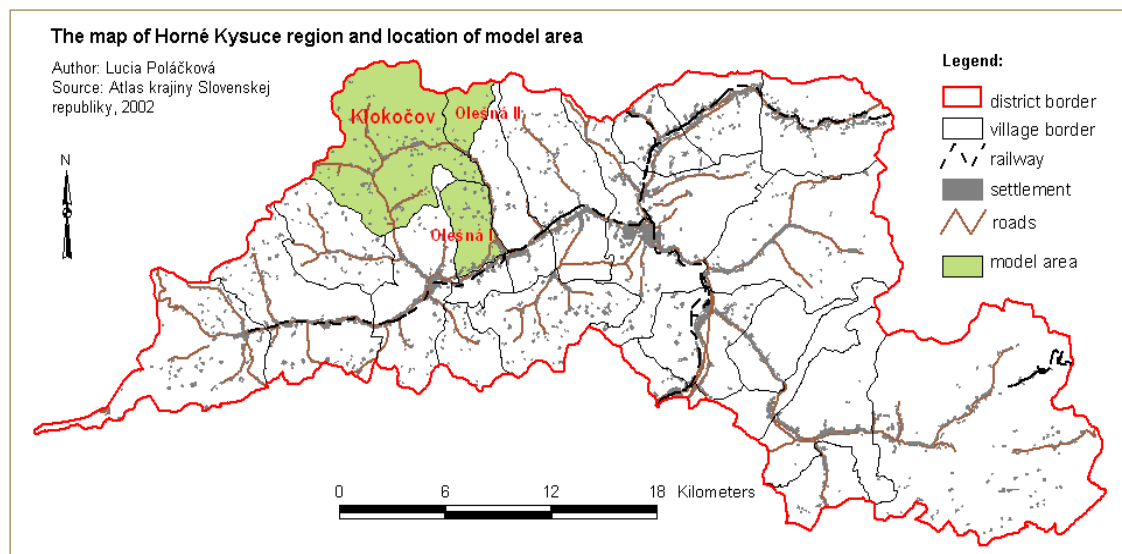 The map of Horné Kysuce region and location of model area
Author: Lucia Poláčková
Source: Atlas krajiny Slovenskej
republiky, 2002
N
Klokočov
Olešná II
Olešná I
Legend:
district border
village border
railway
settlement
roads
model area
0 6 12 18 Kilometers